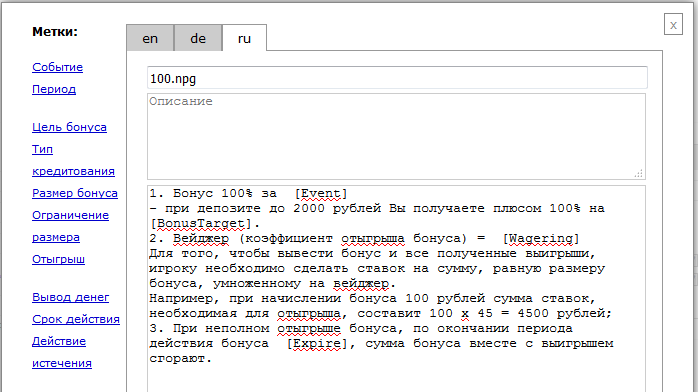 Метки:
Событие
Период
Цель бонуса
Тип
кредитования
Размер бонуса
Ограничение
размера
Отыгрыш
Вывод денег
Срок действия
Действие
истечения
en de ru
x
100.npg
Описание
1. Бонус 100% за  [Event]
- при депозите до 2000 рублей Вы получаете плюсом 100% на
[BonusTarget].
2. Вейджер (коэффициент отыгрыша бонуса) =  [Wagering]
Для того, чтобы вывести бонус и все полученные выигрыши,
игроку необходимо сделать ставок на сумму, равную размеру
бонуса, умноженному на вейджер.
Например, при начислении бонуса 100 рублей сумма ставок,
необходимая для отыгрыша, составит 100 х 45 = 4500 рублей;
3. При неполном отыгрыше бонуса, по окончании периода
действия бонуса  [Expire], сумма бонуса вместе с выигрышем
сгорают.